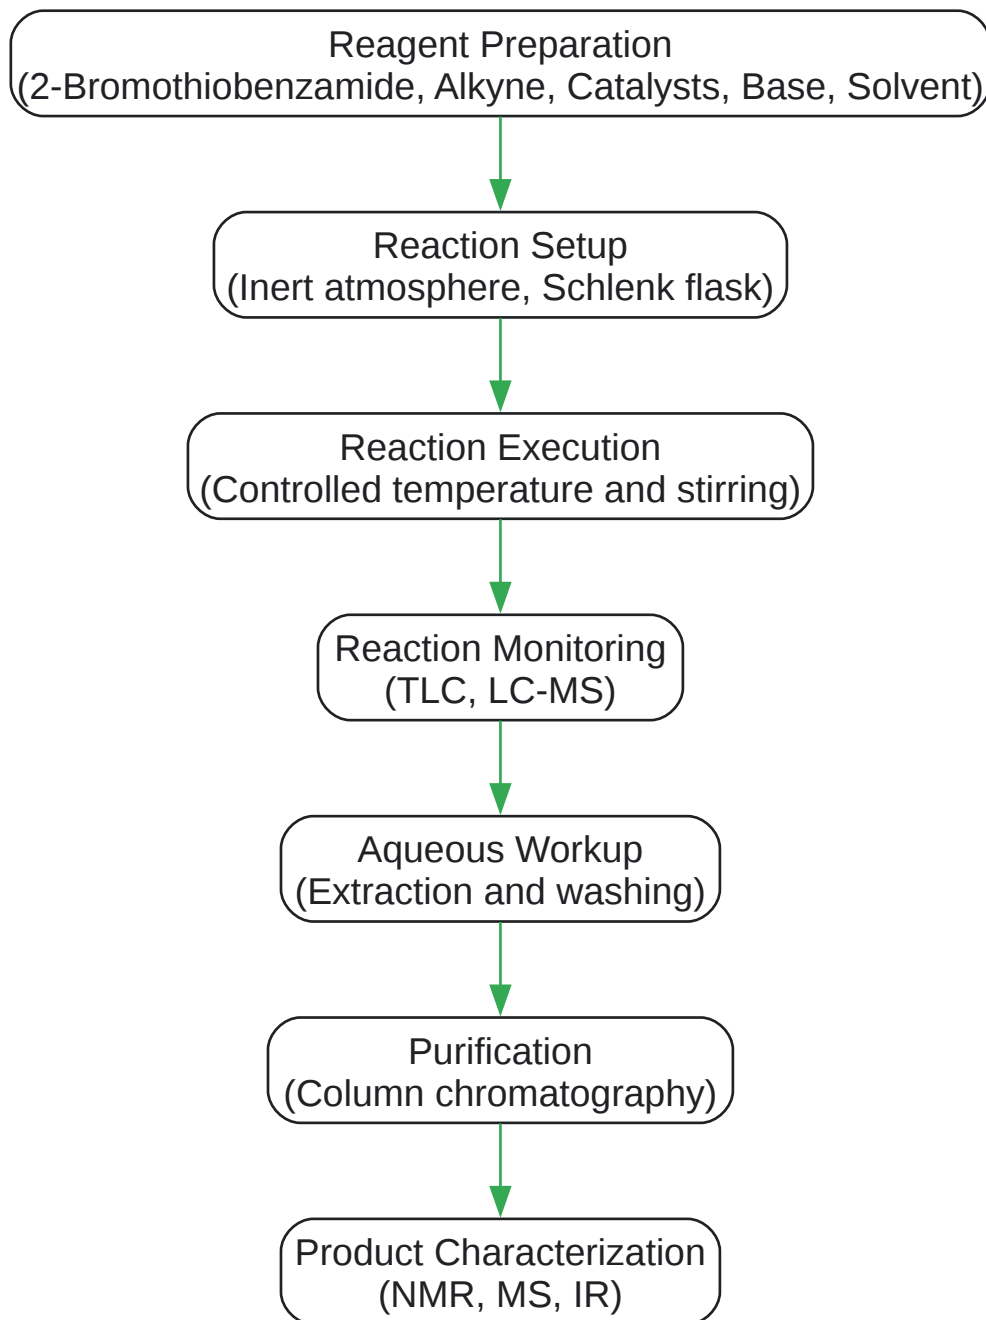 Reagent Preparation
(2-Bromothiobenzamide, Alkyne, Catalysts, Base, Solvent)
Reaction Setup
(Inert atmosphere, Schlenk flask)
Reaction Execution
(Controlled temperature and stirring)
Reaction Monitoring
(TLC, LC-MS)
Aqueous Workup
(Extraction and washing)
Purification
(Column chromatography)
Product Characterization
(NMR, MS, IR)